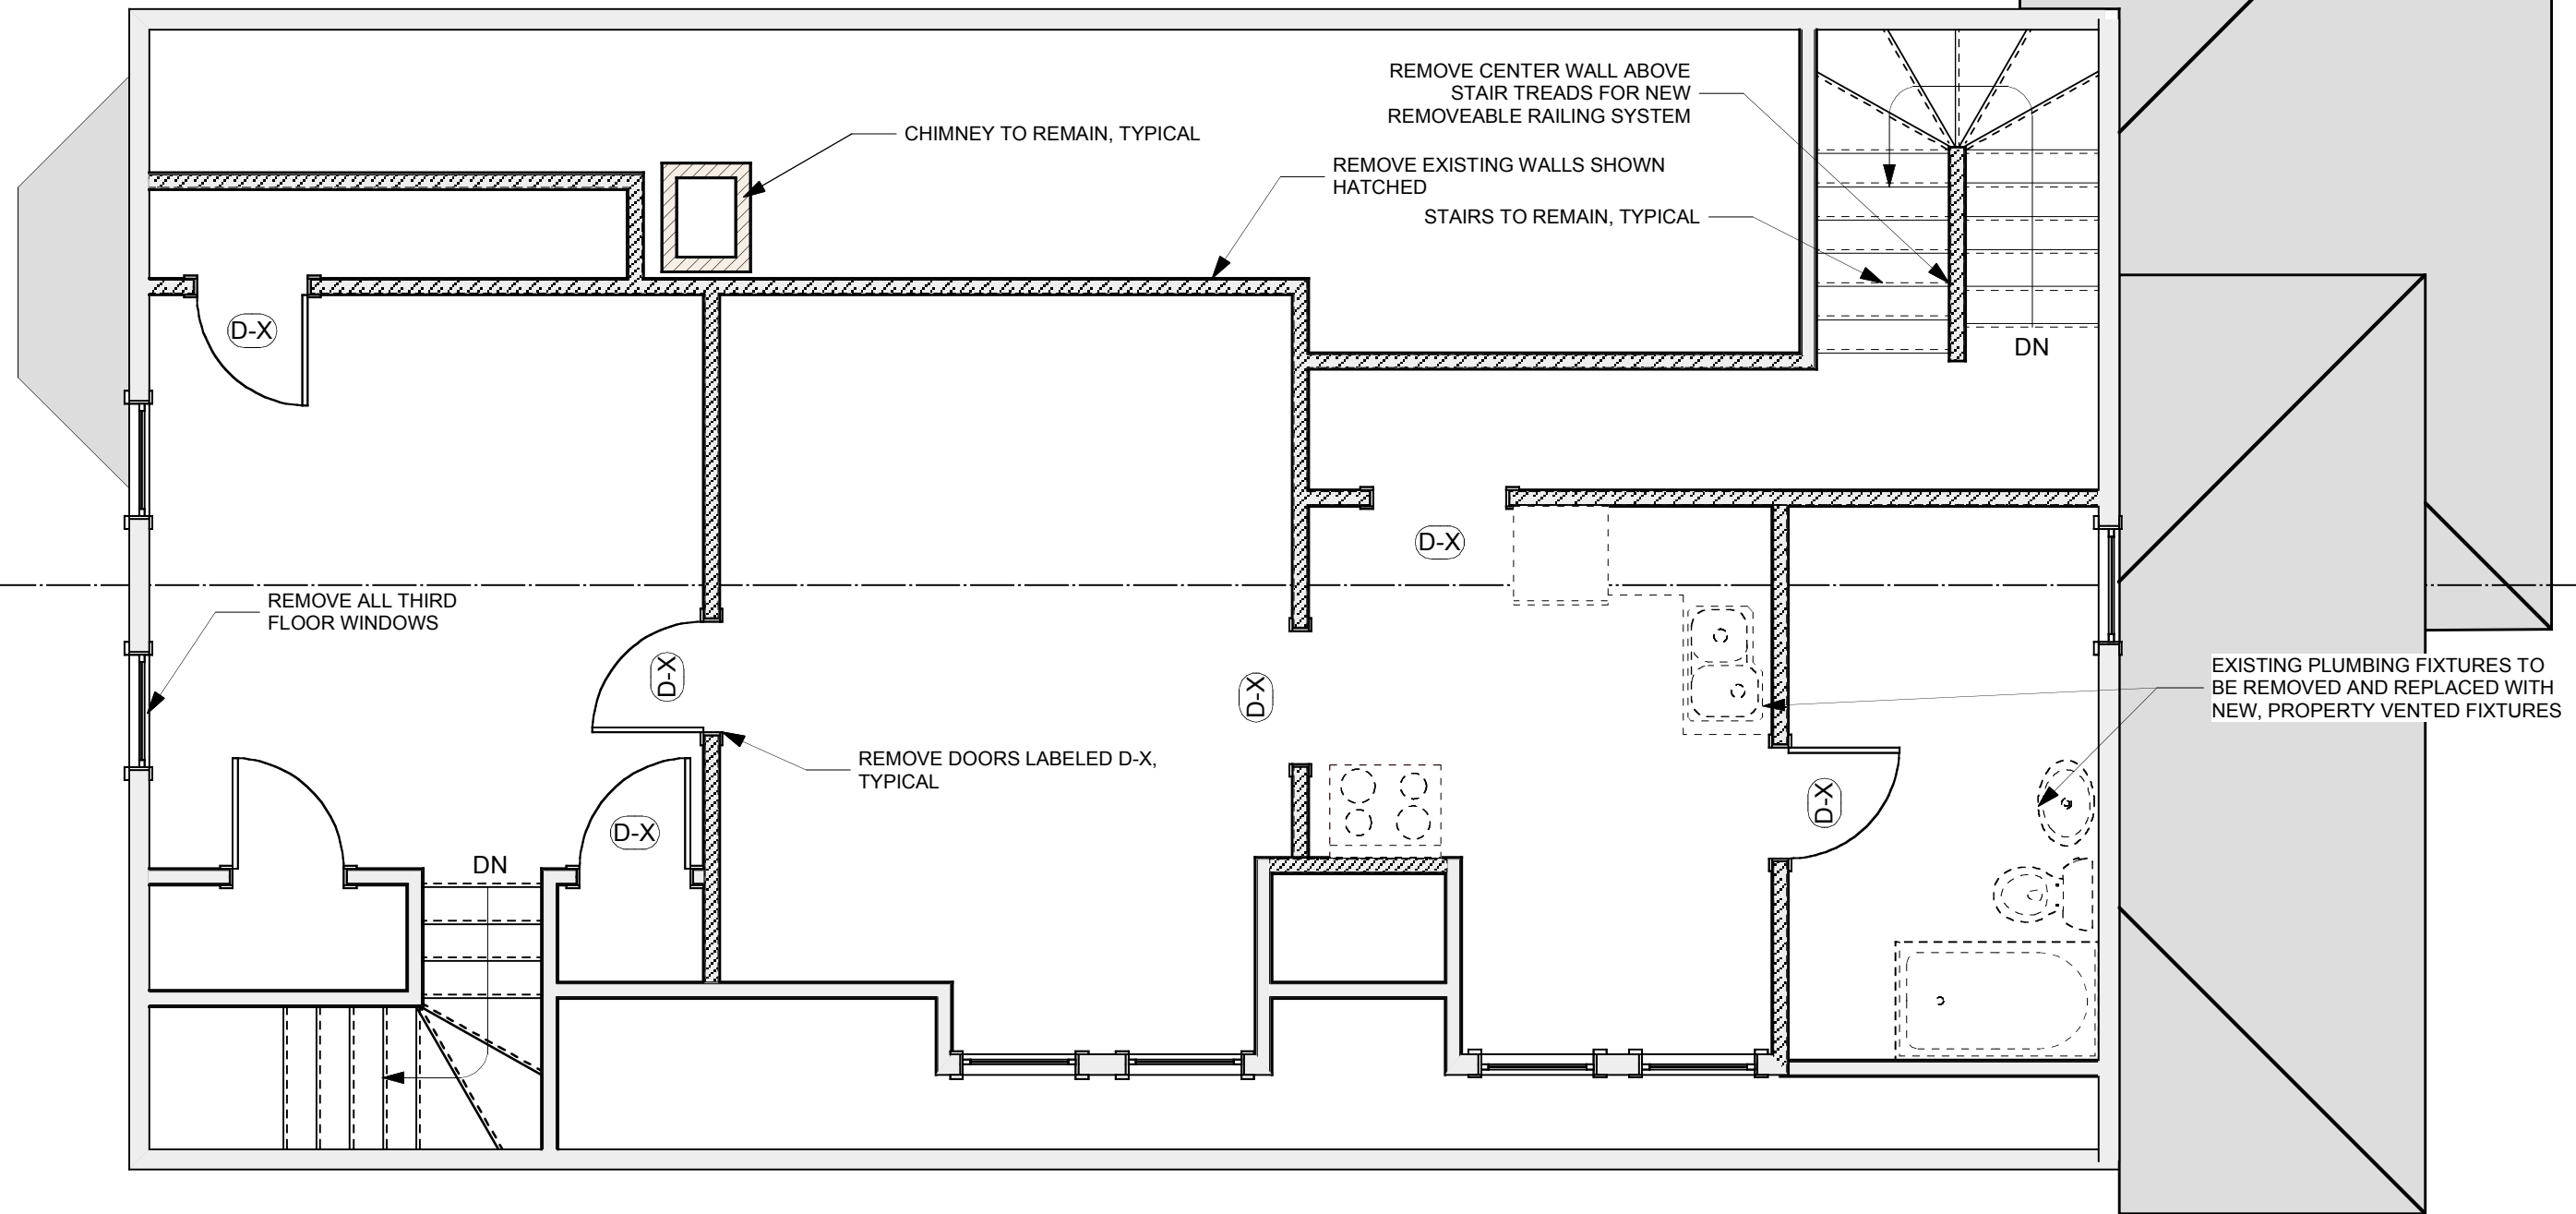 REMOVE CENTER WALL ABOVE
STAIR TREADS FOR NEW
REMOVEABLE RAILING SYSTEM
CHIMNEY TO REMAIN, TYPICAL
REMOVE EXISTING WALLS SHOWN
HATCHED
STAIRS TO REMAIN, TYPICAL
D-X
DN
D-X
REMOVE ALL THIRD
FLOOR WINDOWS
D-X
D-X
EXISTING PLUMBING FIXTURES TO
BE REMOVED AND REPLACED WITH
NEW, PROPERTY VENTED FIXTURES
REMOVE DOORS LABELED D-X,
TYPICAL
D-X
D-X
DN